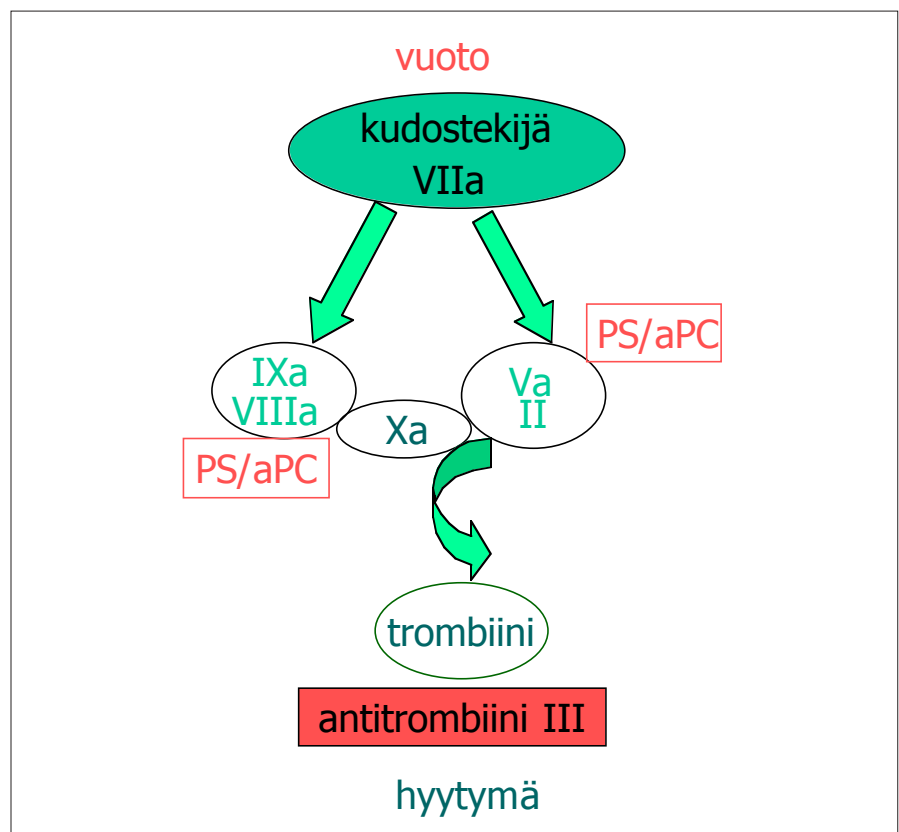 vuoto
kudostekijä
VIIa
PS/aPC
IXa
VIIIa
Va
II
Xa
PS/aPC
trombiini
antitrombiini III
hyytymä